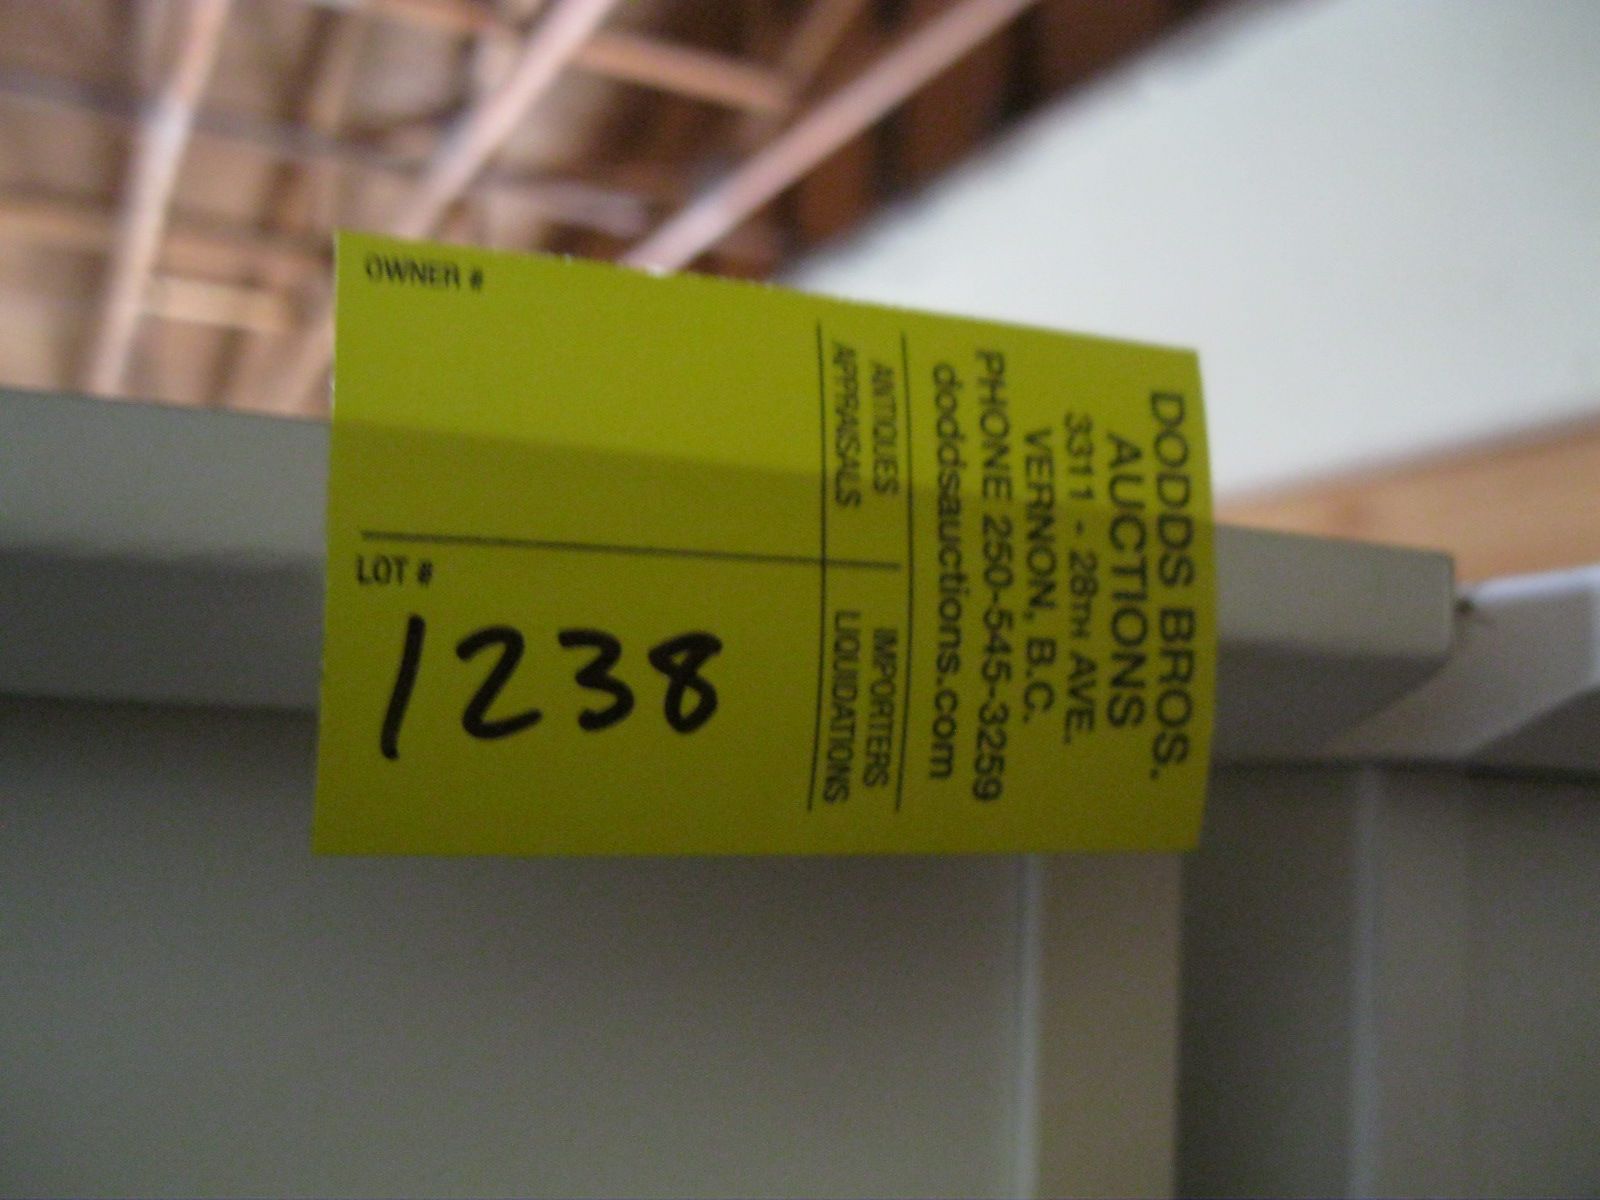 DODDS BROS.
AUCTIONS
3311 - 28TH AVE.
VERNON, B.C.
PHONE 250-545-3259
doddsauctions.com
ANTIQUES
APPRAISALS
IMPORTERS
LIQUIDATIONS
OWNER #
LOT #
1238